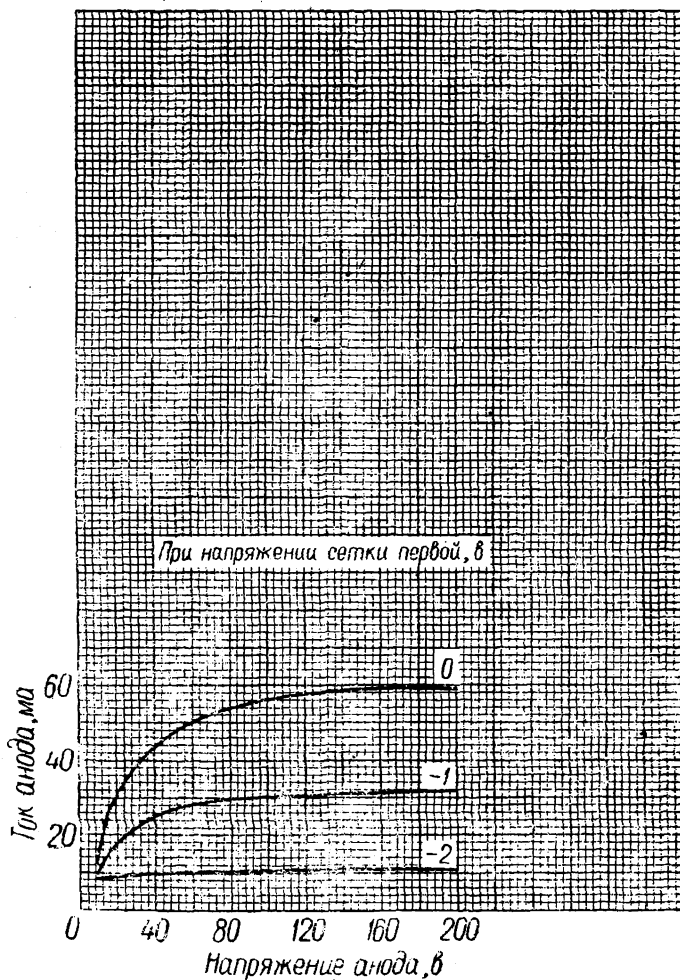 При напряжении сетки первой, в
0
-1
-2
60
40
20
Ток анода, ма
0 40 80 120 160 200
Напряжение анода, в